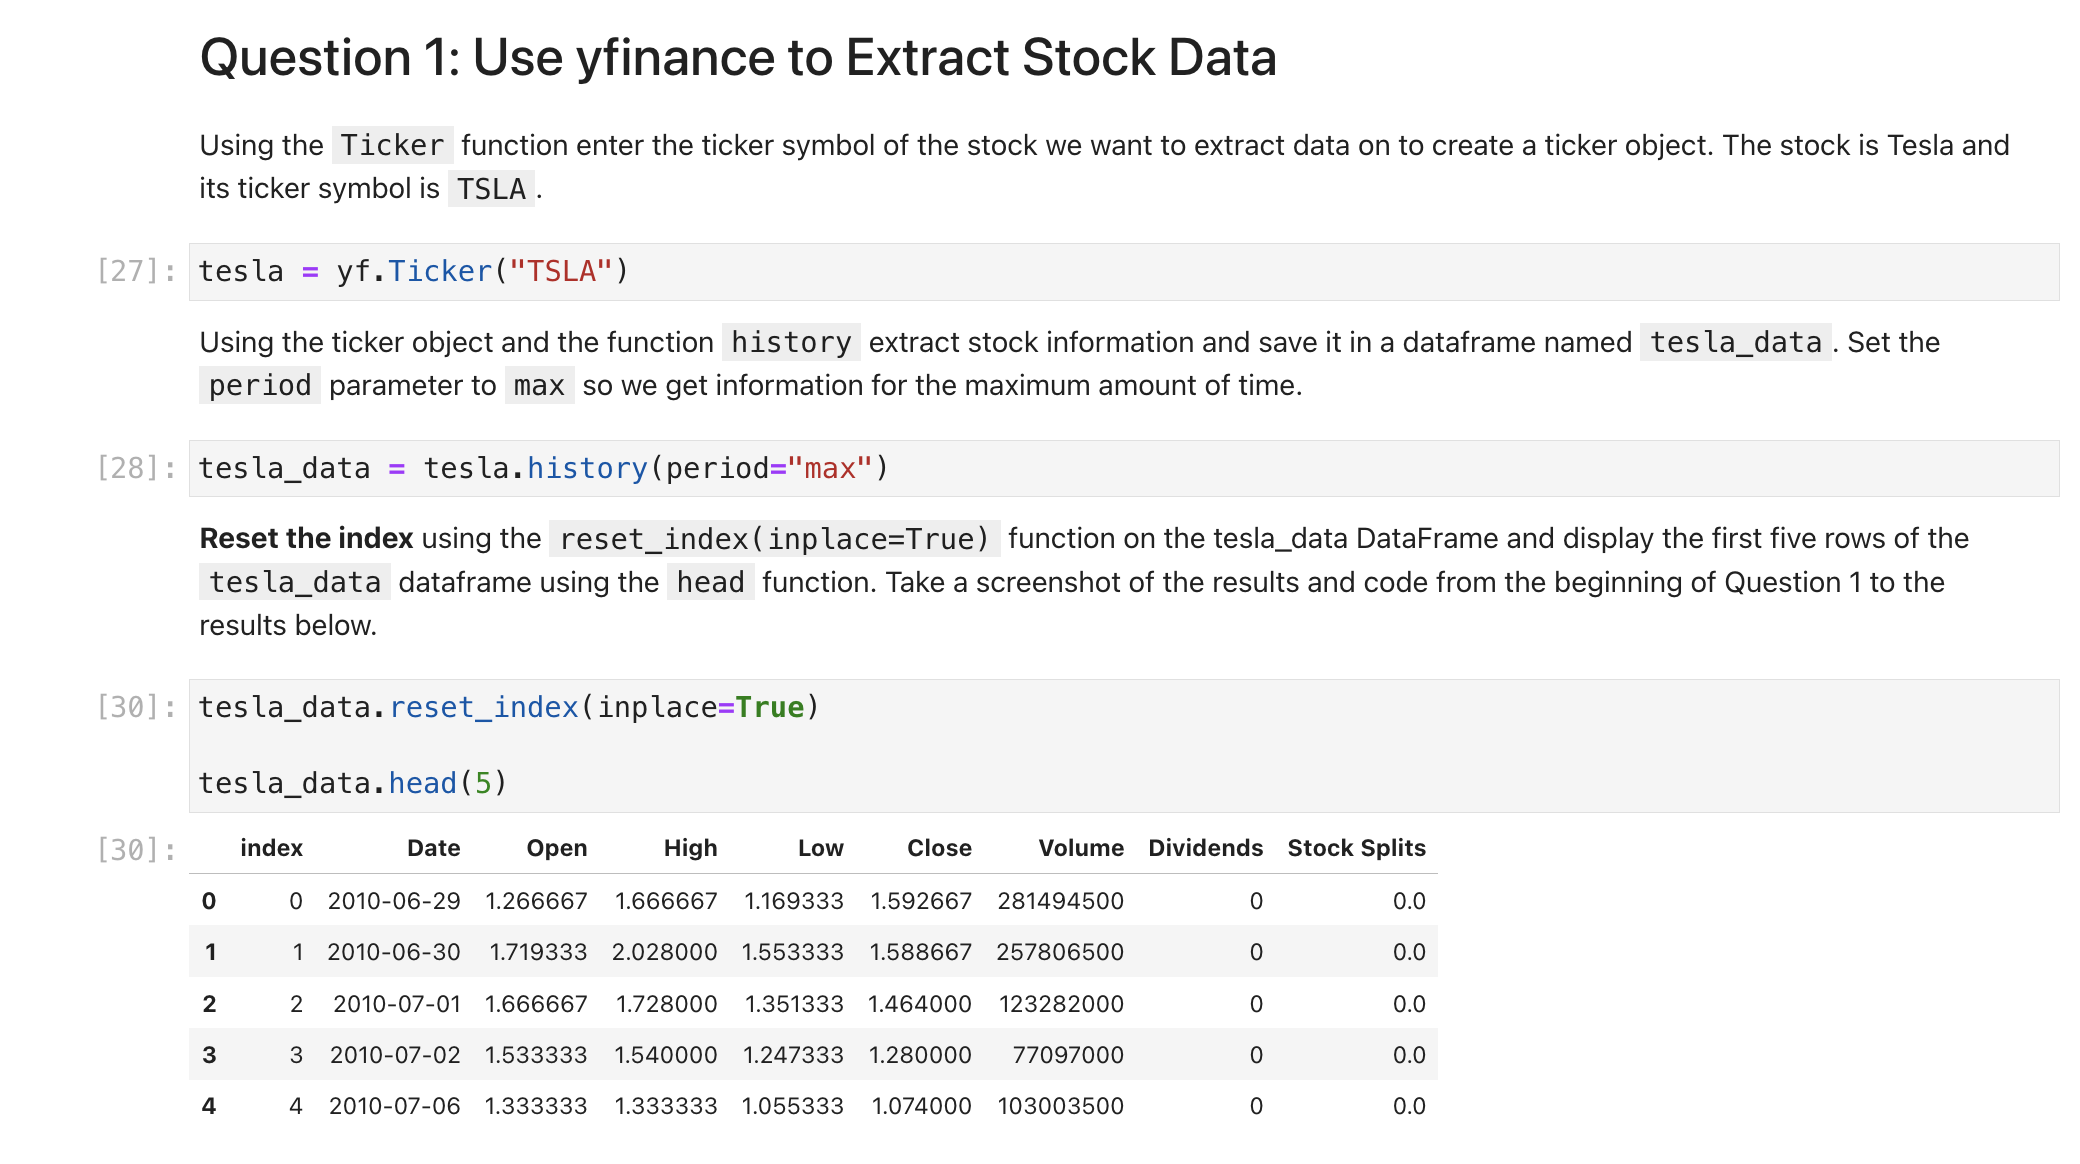 Question 1: Use yfinance to Extract Stock Data
Using the Ticker function enter the ticker symbol of the stock we want to extract data on to create a ticker object. The stock is Tesla and
its ticker symbol is TSLA.
[27]: tesla = yf.Ticker("TSLA")
Using the ticker object and the function history extract stock information and save it in a dataframe named tesla_data. Set the
period parameter to max so we get information for the maximum amount of time.
[28]: tesla_data = tesla.history(period="max")
Reset the index using the reset_index(inplace=True) function on the tesla_data DataFrame and display the first five rows of the
tesla_data dataframe using the head function. Take a screenshot of the results and code from the beginning of Question 1 to the
results below.
[30]: tesla_data.reset_index(inplace=True)
tesla_data.head(5)
[30]: index Date Open High Low Close Volume Dividends Stock Splits
0 0 2010-06-29 1.266667 1.666667 1.169333 1.592667 281494500 0 0.0
1 1 2010-06-30 1.719333 2.028000 1.553333 1.588667 257806500 0 0.0
2 2 2010-07-01 1.666667 1.728000 1.351333 1.464000 123282000 0 0.0
3 3 2010-07-02 1.533333 1.540000 1.247333 1.280000 77097000 0 0.0
4 4 2010-07-06 1.333333 1.333333 1.055333 1.074000 103003500 0 0.0